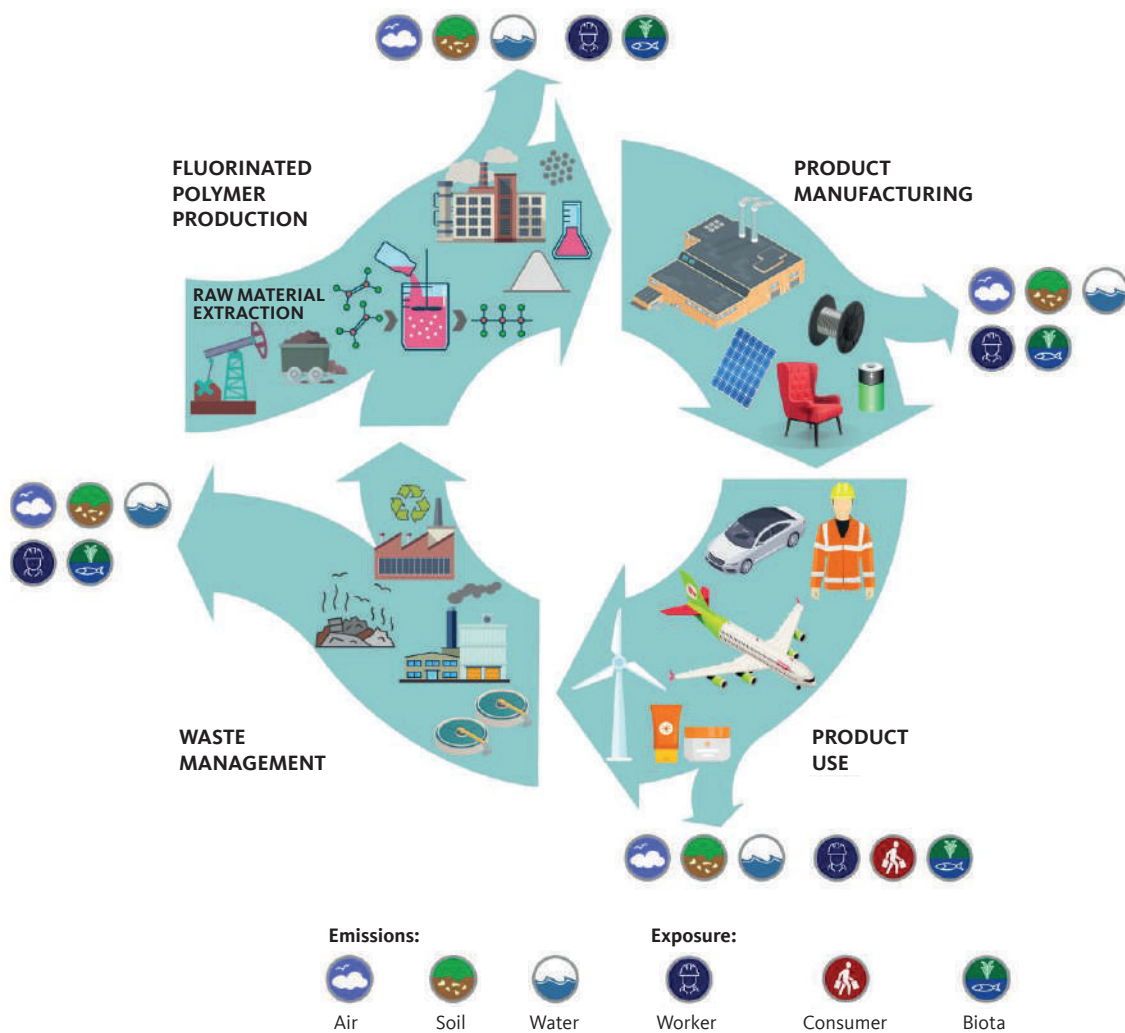 FLUORINATED
POLYMER
PRODUCTION
PRODUCT
MANUFACTURING
RAW MATERIAL
EXTRACTION
WASTE
MANAGEMENT
PRODUCT
USE
Emissions:
Exposure:
Air
Soil
Water
Worker
Consumer
Biota